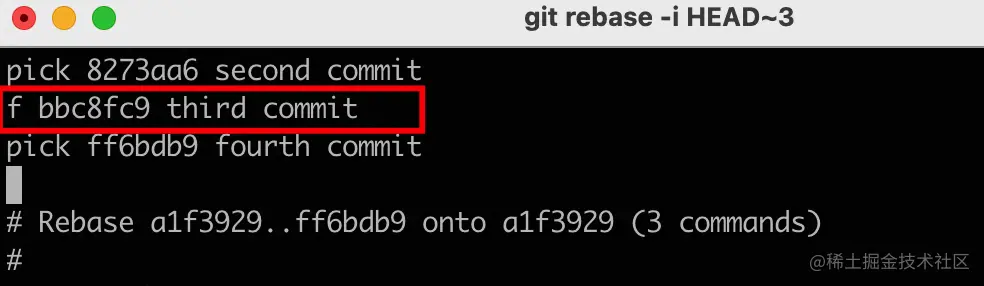 git rebase -i HEAD~3
pick 8273aa6 second commit
f bbc8fc9 third commit
pick ff6bdb9 fourth commit
# Rebase a1f3929..ff6bdb9 onto a1f3929 (3 commands)
#
@稀土掘金技术社区